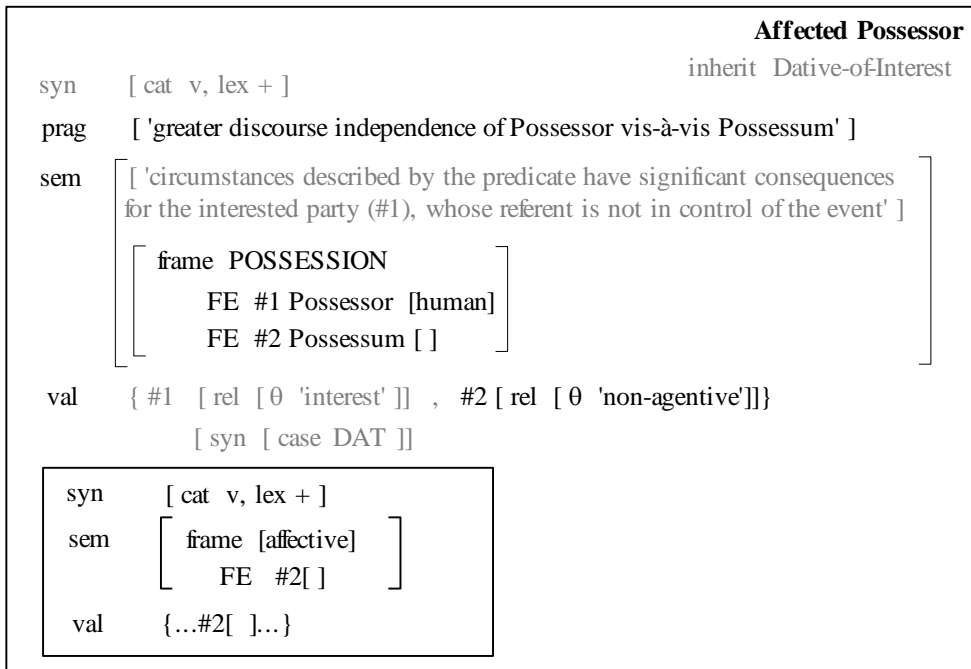 Affected Possessor
inherit Dative-of-Interest
syn [ cat v, lex + ]
prag [ 'greater discourse independence of Possessor vis-à-vis Possessum' ]
sem [ 'circumstances described by the predicate have significant consequences
for the interested party (#1), whose referent is not in control of the event' ]
frame POSSESSION
FE #1 Possessor [human]
FE #2 Possessum [ ]
val { #1 [ rel [ θ 'interest' ]] , #2 [ rel [ θ 'non-agentive']]}
[ syn [ case DAT ]]
syn [ cat v, lex + ]
sem frame [affective]
FE #2[ ]
val {...#2[ ]...}